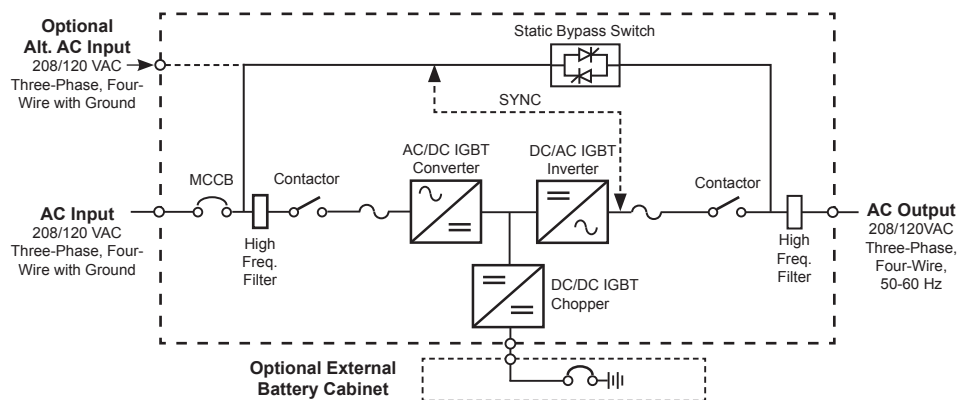 Optional
Alt. AC Input
208/120 VAC
Three-Phase, Four-
Wire with Ground
Static Bypass Switch
SYNC
AC/DC IGBT
Converter
DC/AC IGBT
Inverter
MCCB
Contactor
Contactor
AC Input
208/120 VAC
Three-Phase, Four-
Wire with Ground
High
Freq.
Filter
High
Freq.
Filter
AC Output
208/120VAC
Three-Phase,
Four-Wire,
50-60 Hz
DC/DC IGBT
Chopper
Optional External
Battery Cabinet